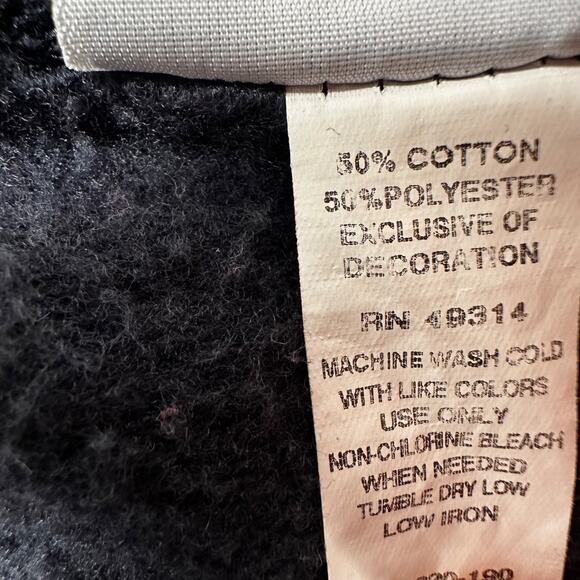 50% COTTON
50% POLYESTER
EXCLUSIVE OF
DECORATION
RN 49314
MACHINE WASH COLD
WITH LIKE COLORS
USE ONLY
NON-CHLORINE BLEACH
WHEN NEEDED
TUMBLE DRY LOW
LOW IRON